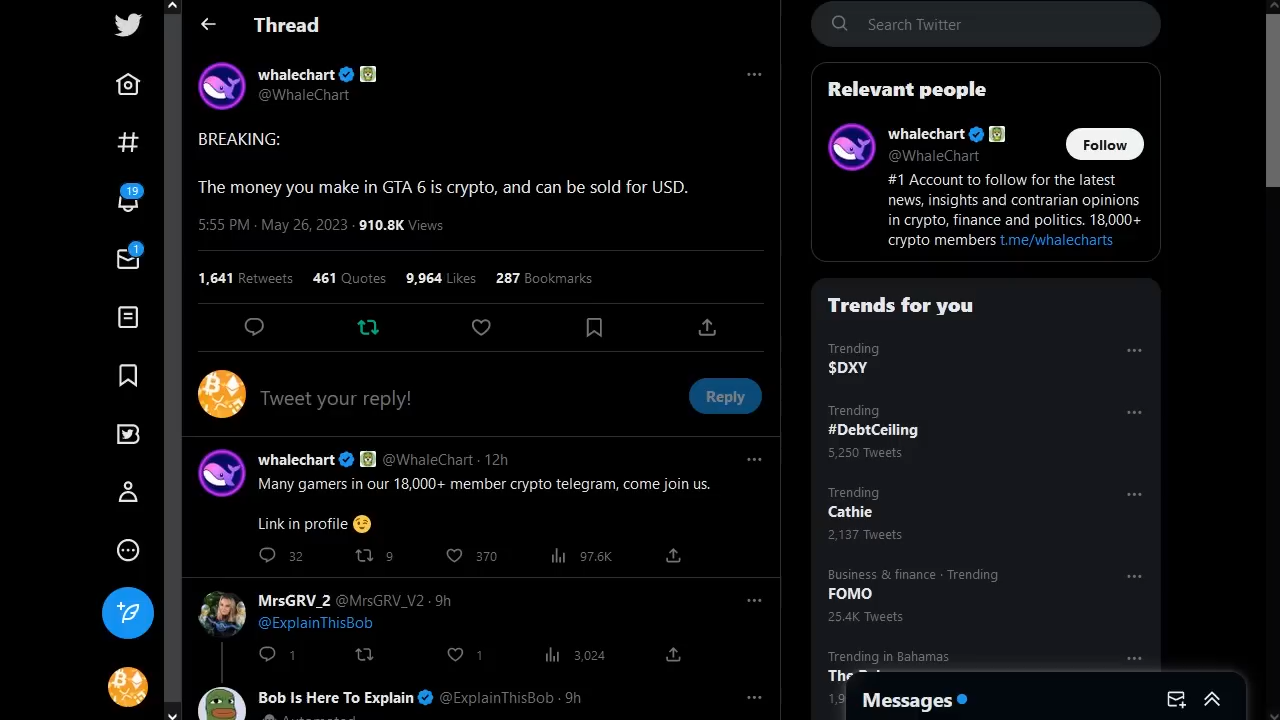 Thread
whalechart
@WhaleChart
BREAKING:
The money you make in GTA 6 is crypto, and can be sold for USD.
5:55 PM · May 26, 2023 · 910.8K Views
1,641 Retweets 461 Quotes 9,964 Likes 287 Bookmarks
Tweet your reply!
Reply
whalechart @WhaleChart · 12h
Many gamers in our 18,000+ member crypto telegram, come join us.
Link in profile 😉
32 9 370 97.6K
MrsGRV_2 @MrsGRV_V2 · 9h
@ExplainThisBob
1 1 3,024
Bob Is Here To Explain @ExplainThisBob · 9h
Automated
19
1
Search Twitter
Relevant people
whalechart
@WhaleChart
Follow
#1 Account to follow for the latest
news, insights and contrarian opinions
in crypto, finance and politics. 18,000+
crypto members t.me/whalecharts
Trends for you
Trending
$DXY
Trending
#DebtCeiling
5,250 Tweets
Trending
Cathie
2,137 Tweets
Business & finance · Trending
FOMO
25.4K Tweets
Trending in Bahamas
Messages